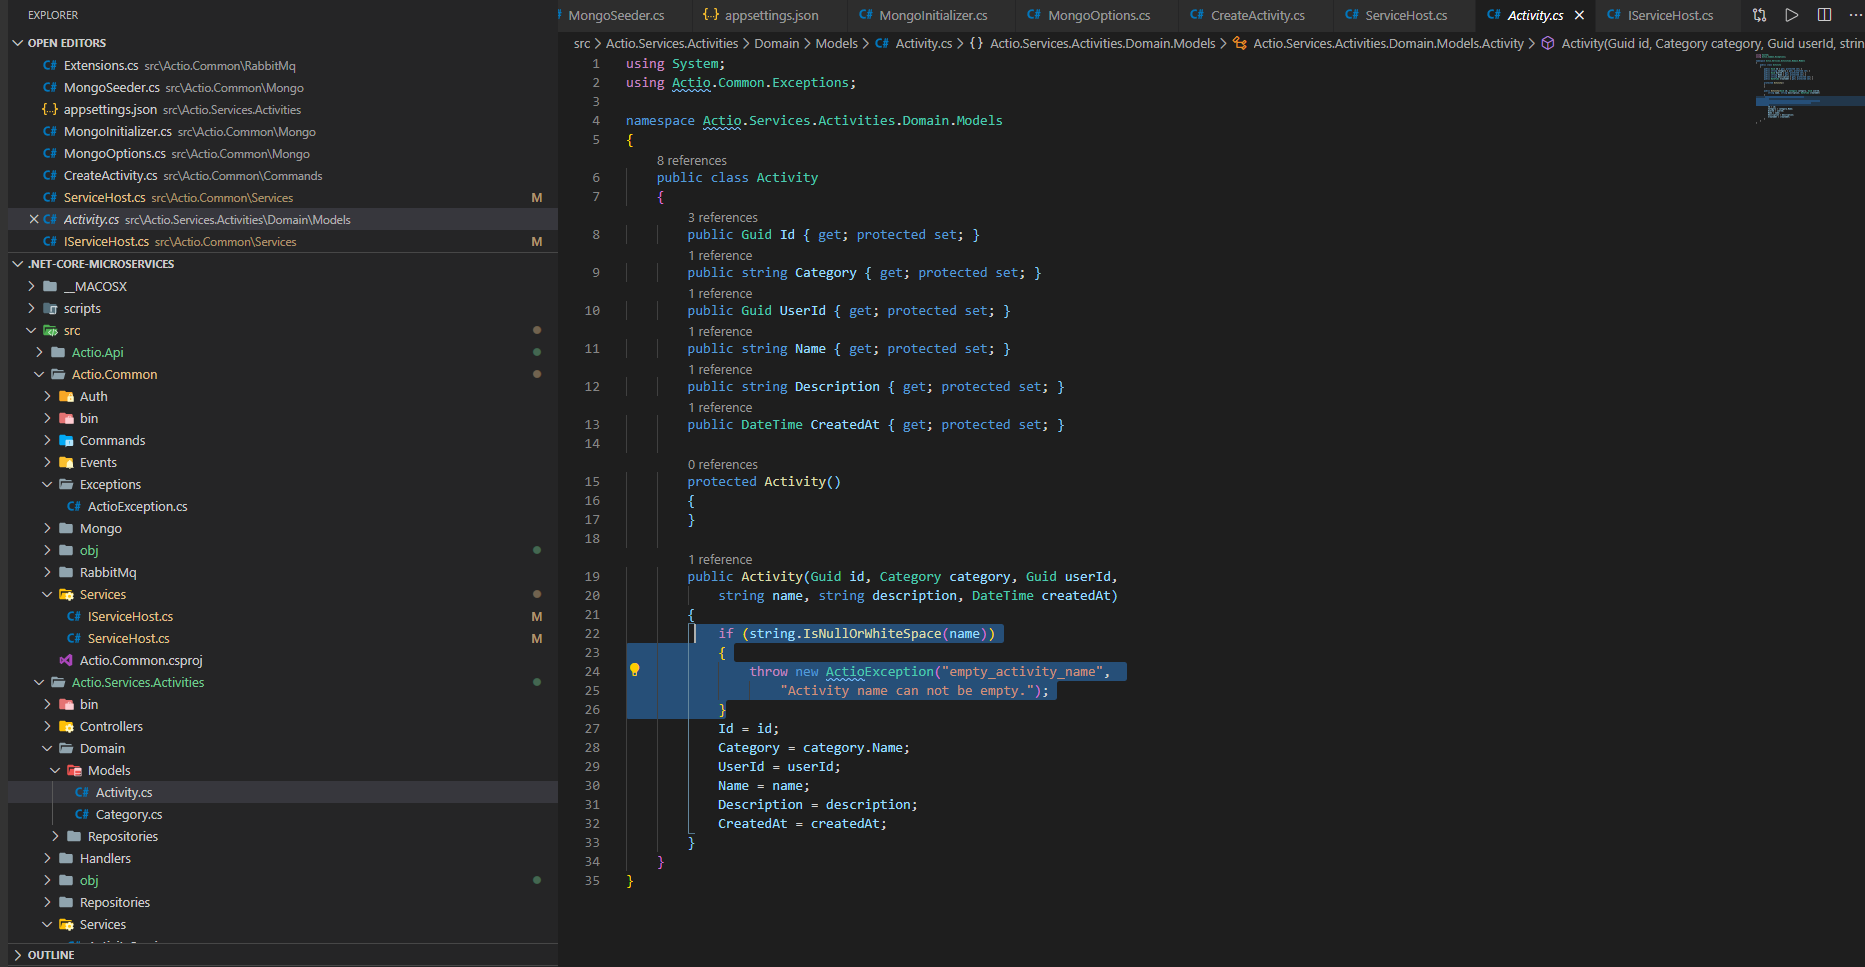 EXPLORER
OPEN EDITORS
C# Extensions.cs src\Actio.Common\RabbitMq
C# MongoSeeder.cs src\Actio.Common\Mongo
{..} appsettings.json src\Actio.Services.Activities
C# MongoInitializer.cs src\Actio.Common\Mongo
C# MongoOptions.cs src\Actio.Common\Mongo
C# CreateActivity.cs src\Actio.Common\Commands
C# ServiceHost.cs src\Actio.Common\Services M
C# Activity.cs src\Actio.Services.Activities\Domain\Models
C# IServiceHost.cs src\Actio.Common\Services M
.NET-CORE-MICROSERVICES
__MACOSX
scripts
src
Actio.Api
Actio.Common
Auth
bin
Commands
Events
Exceptions
C# ActioException.cs
Mongo
obj
RabbitMq
Services
C# IServiceHost.cs M
C# ServiceHost.cs M
Actio.Common.csproj
Actio.Services.Activities
bin
Controllers
Domain
Models
C# Activity.cs
C# Category.cs
Repositories
Handlers
obj
Repositories
Services
OUTLINE
MongoSeeder.cs {..} appsettings.json C# MongoInitializer.cs C# MongoOptions.cs C# CreateActivity.cs C# ServiceHost.cs C# Activity.cs C# IServiceHost.cs
src > Actio.Services.Activities > Domain > Models > C# Activity.cs > {} Actio.Services.Activities.Domain.Models > Actio.Services.Activities.Domain.Models.Activity > Activity(Guid id, Category category, Guid userId, strin
1 using System;
2 using Actio.Common.Exceptions;
3
4 namespace Actio.Services.Activities.Domain.Models
5 {
8 references
6 public class Activity
7 {
3 references
8 public Guid Id { get; protected set; }
1 reference
9 public string Category { get; protected set; }
1 reference
10 public Guid UserId { get; protected set; }
1 reference
11 public string Name { get; protected set; }
1 reference
12 public string Description { get; protected set; }
1 reference
13 public DateTime CreatedAt { get; protected set; }
14
0 references
15 protected Activity()
16 {
17 }
18
1 reference
19 public Activity(Guid id, Category category, Guid userId,
20 string name, string description, DateTime createdAt)
21 {
22 if (string.IsNullOrWhiteSpace(name))
23 {
24 throw new ActioException("empty_activity_name",
25 "Activity name can not be empty.");
26 }
27 Id = id;
28 Category = category.Name;
29 UserId = userId;
30 Name = name;
31 Description = description;
32 CreatedAt = createdAt;
33 }
34 }
35 }